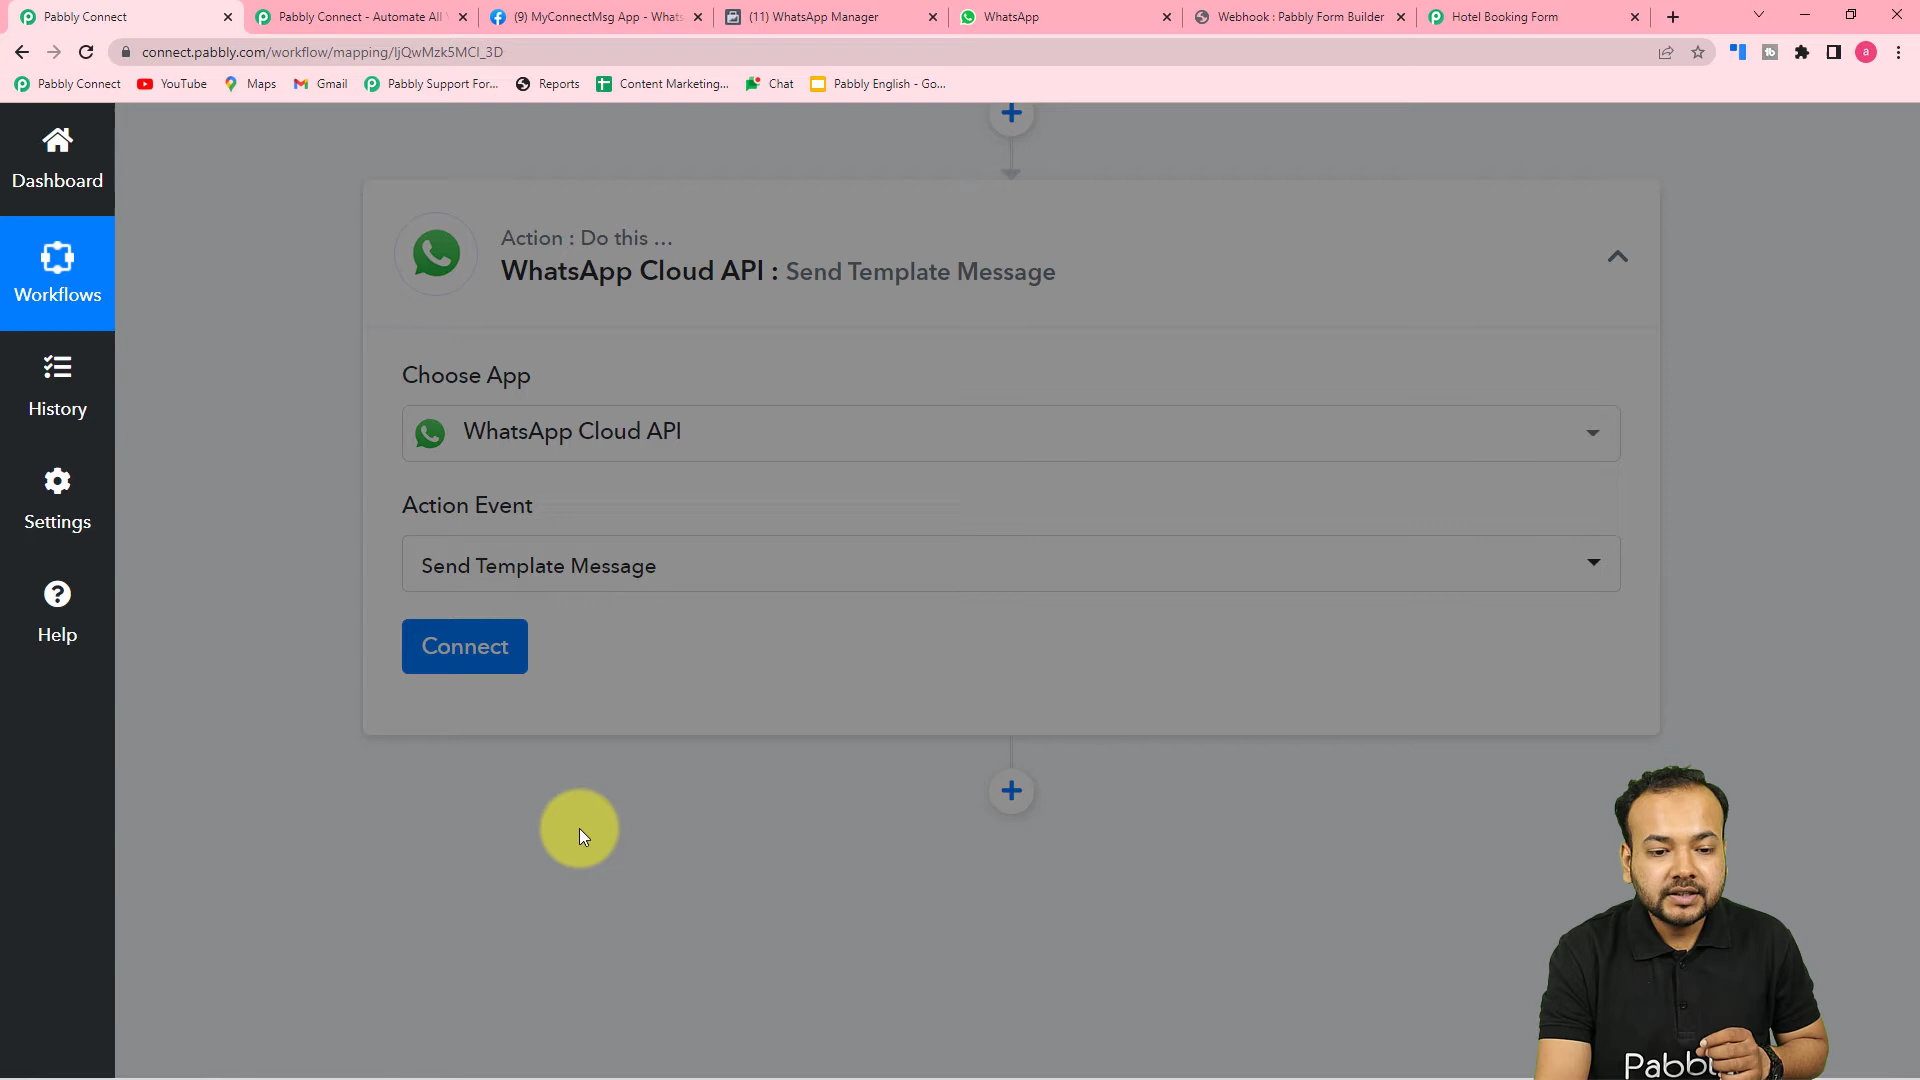 Pabbly Connect
Pabbly Connect - Automate All
(9) MyConnectMsg App - Whats
(11) WhatsApp Manager
WhatsApp
Webhook : Pabbly Form Builder
Hotel Booking Form
connect.pabbly.com/workflow/mapping/IjQwMzk5MCI_3D
a
Pabbly Connect
YouTube
Maps
Gmail
Pabbly Support For...
Reports
Content Marketing...
Chat
Pabbly English - Go...
Dashboard
Workflows
History
Settings
Help
Action : Do this ...
WhatsApp Cloud API : Send Template Message
Choose App
WhatsApp Cloud API
Action Event
Send Template Message
Connect